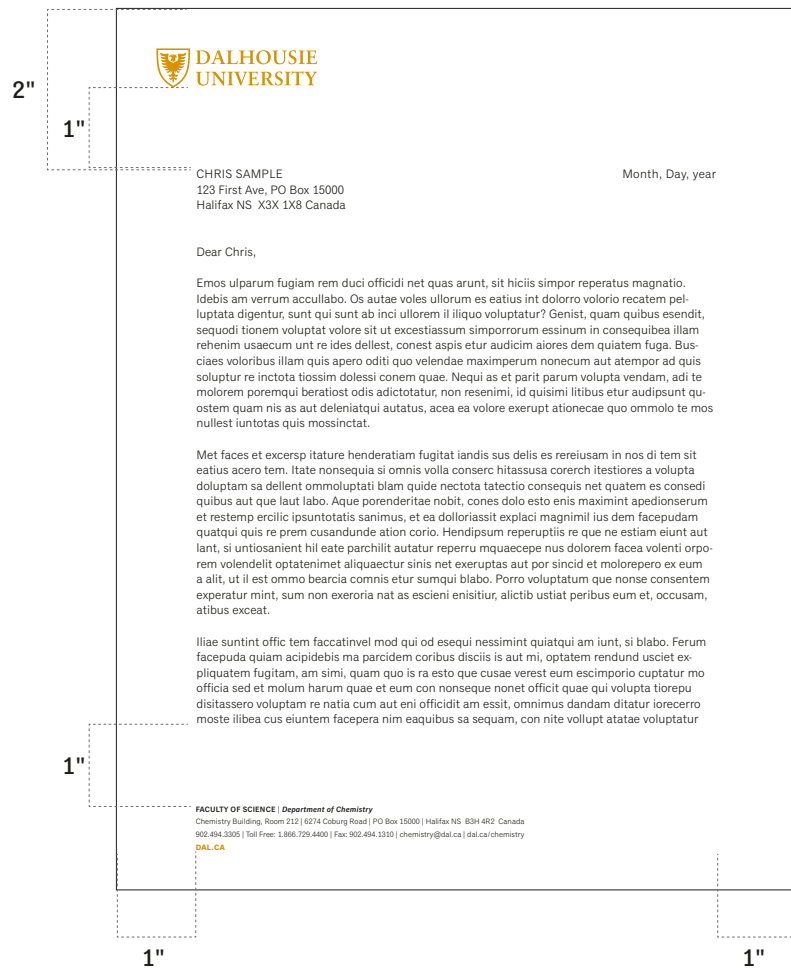 DALHOUSIE
UNIVERSITY
2"
1"
CHRIS SAMPLE
Month, Day, year
123 First Ave, PO Box 15000
Halifax NS  X3X 1X8 Canada
Dear Chris,
Emos ulparum fugiam rem duci officidi net quas arunt, sit hiciis simpor reperatus magnatio.
Idebis am verrum accullabo. Os autae voles ullorum es eatius int dolorro volorio recatem pel-
luptata digentur, sunt qui sunt ab inci ullorem il iliquo voluptatur? Genist, quam quibus esendit,
sequodi tionem voluptat volore sit ut excestiassum simporrorum essinum in consequibea illam
rehenim usaecum unt re ides dellest, conest aspis etur audicim aiores dem quiatem fuga. Bus-
ciaes voloribus illam quis apero oditi quo velendae maximperum nonecum aut atempor ad quis
soluptur re inctota tiossim dolessi conem quae. Nequi as et parit parum volupta vendam, adi te
molorem poremqui beratiost odis adictotatur, non resenimi, id quisimi litibus etur audipsunt qu-
ostem quam nis as aut deleniatqui autatus, acea ea volore exerupt ationecae quo ommolo te mos
nullest iuntotas quis mossinctat.
Met faces et excersp itature henderatiam fugitat iandis sus delis es rereiusam in nos di tem sit
eatius acero tem. Itate nonsequia si omnis volla conserc hitassusa corerch itestiores a volupta
doluptam sa dellent ommoluptati blam quide nectota tatectio consequis net quatem es consedi
quibus aut que laut labo. Aque porenderitae nobit, cones dolo esto enis maximint apedionserum
et restemp ercilic ipsuntotatis sanimus, et ea dolloriassit explaci magnimil ius dem facepudam
quatqui quis re prem cusandunde ation corio. Hendipsum reperuptiis re que ne estiam eiunt aut
lant, si untiosanient hil eate parchilit autatur reperru mquaecepe nus dolorem facea volenti orpo-
rem volendelit optatenimet aliquaectur sinis net exeruptas aut por sincid et molorepero ex eum
a alit, ut il est ommo bearcia comnis etur sumqui blabo. Porro voluptatum que nonse consentem
experatur mint, sum non exeroria nat as escieni enisitiur, alictib ustiat peribus eum et, occusam,
atibus exceat.
Iliae suntint offic tem faccatinvel mod qui od esequi nessimint quiatqui am iunt, si blabo. Ferum
facepuda quiam acipidebis ma parcidem coribus disciis is aut mi, optatem rendund usciet ex-
pliquatem fugitam, am simi, quam quo is ra esto que cusae verest eum escimporio cuptatur mo
officia sed et molum harum quae et eum con nonseque nonet officit quae qui volupta tiorepu
disitassero voluptam re natia cum aut eni officidit am essit, omnimus dandam ditatur iorecerro
moste ilibea cus eiuntem facepera nim eaquibus sa sequam, con nite vollupt atatae voluptatur
1"
FACULTY OF SCIENCE | Department of Chemistry
Chemistry Building, Room 212 | 6274 Coburg Road | PO Box 15000 | Halifax NS  B3H 4R2  Canada
902.494.3305 | Toll Free: 1.866.729.4400 | Fax: 902.494.1310 | chemistry@dal.ca | dal.ca/chemistry
DAL.CA
1"
1"